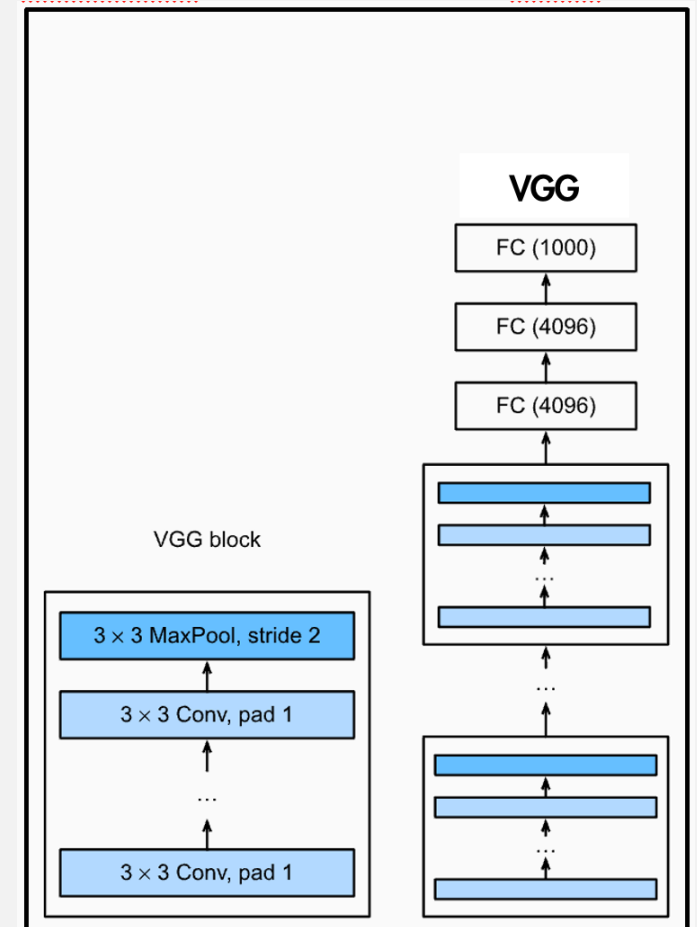 VGG
FC (1000)
FC (4096)
FC (4096)
VGG block
3 × 3 MaxPool, stride 2
3 × 3 Conv, pad 1
...
3 × 3 Conv, pad 1
...
...
...